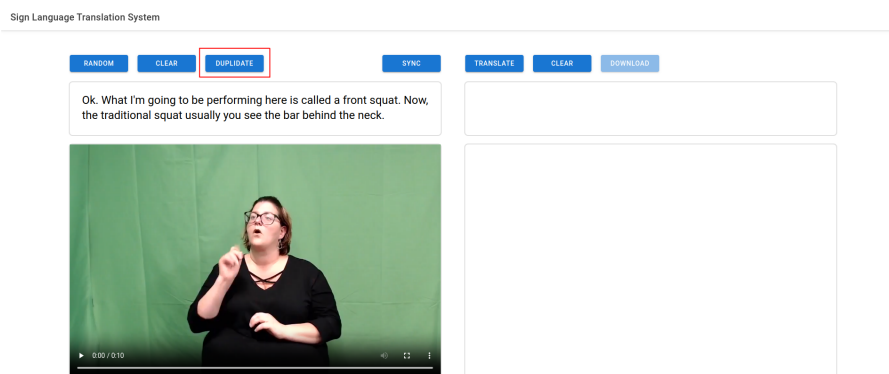 Sign Language Translation System
RANDOM CLEAR DUPLIDATE SYNC TRANSLATE CLEAR DOWNLOAD
Ok. What I'm going to be performing here is called a front squat. Now,
the traditional squat usually you see the bar behind the neck.
0:00 / 0:10